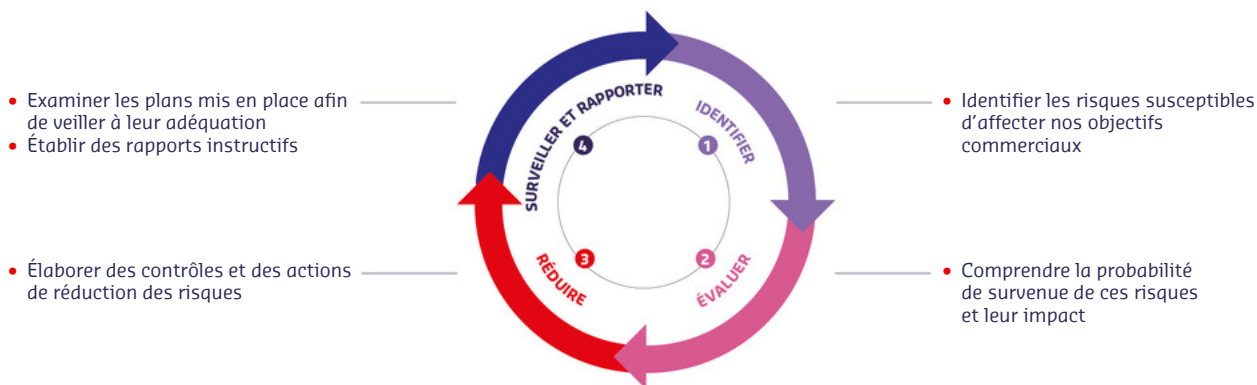 • Examiner les plans mis en place afin
de veiller à leur adéquation
• Établir des rapports instructifs
• Élaborer des contrôles et des actions
de réduction des risques
SURVEILLER ET RAPPORTER
4
IDENTIFIER
1
RÉDUIRE
3
ÉVALUER
2
• Identifier les risques susceptibles
d’affecter nos objectifs
commerciaux
• Comprendre la probabilité
de survenue de ces risques
et leur impact